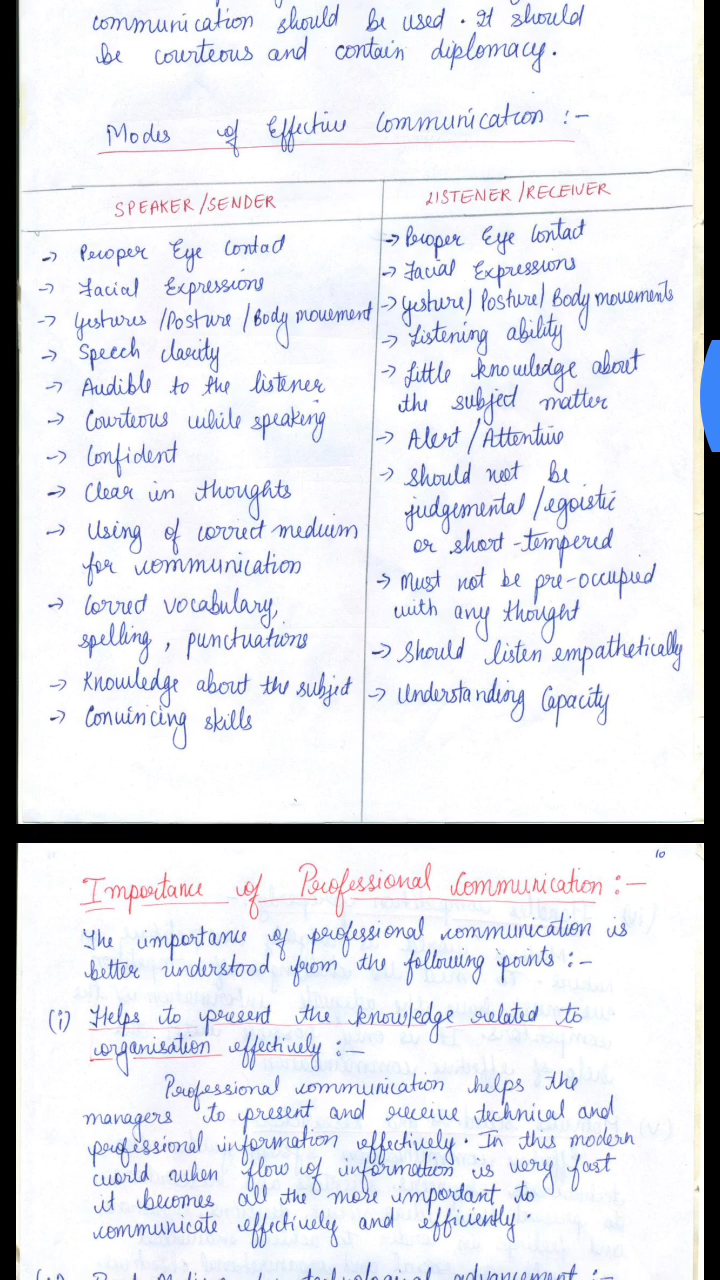 communication should be used. It should
be courteous and contain diplomacy.
Modes of Effective Communication :-
SPEAKER/SENDER
→ Proper Eye Contact
→ Facial Expressions
→ Gestures/Posture/Body movement
→ Speech clarity
→ Audible to the listener
→ Courteous while speaking
→ Confident
→ Clear in thoughts
→ Using of correct medium
for communication
→ Correct vocabulary,
spelling, punctuations
→ Knowledge about the subject
→ Convincing skills
LISTENER/RECEIVER
→ Proper Eye Contact
→ Facial Expressions
→ Gesture/Posture/Body movements
→ Listening ability
→ Little knowledge about
the subject matter
→ Alert/Attentive
→ Should not be
judgemental/egoistic
or short-tempered
→ Must not be pre-occupied
with any thought
→ Should listen empathetically
→ Understanding Capacity
10
Importance of Professional Communication :-
The importance of professional communication is
better understood from the following points :-
(i) Helps to present the knowledge related to
organisation effectively :-
Professional communication helps the
managers to present and receive technical and
professional information effectively. In this modern
world when flow of information is very fast
it becomes all the more important to
communicate effectively and efficiently.
technological advancement :-